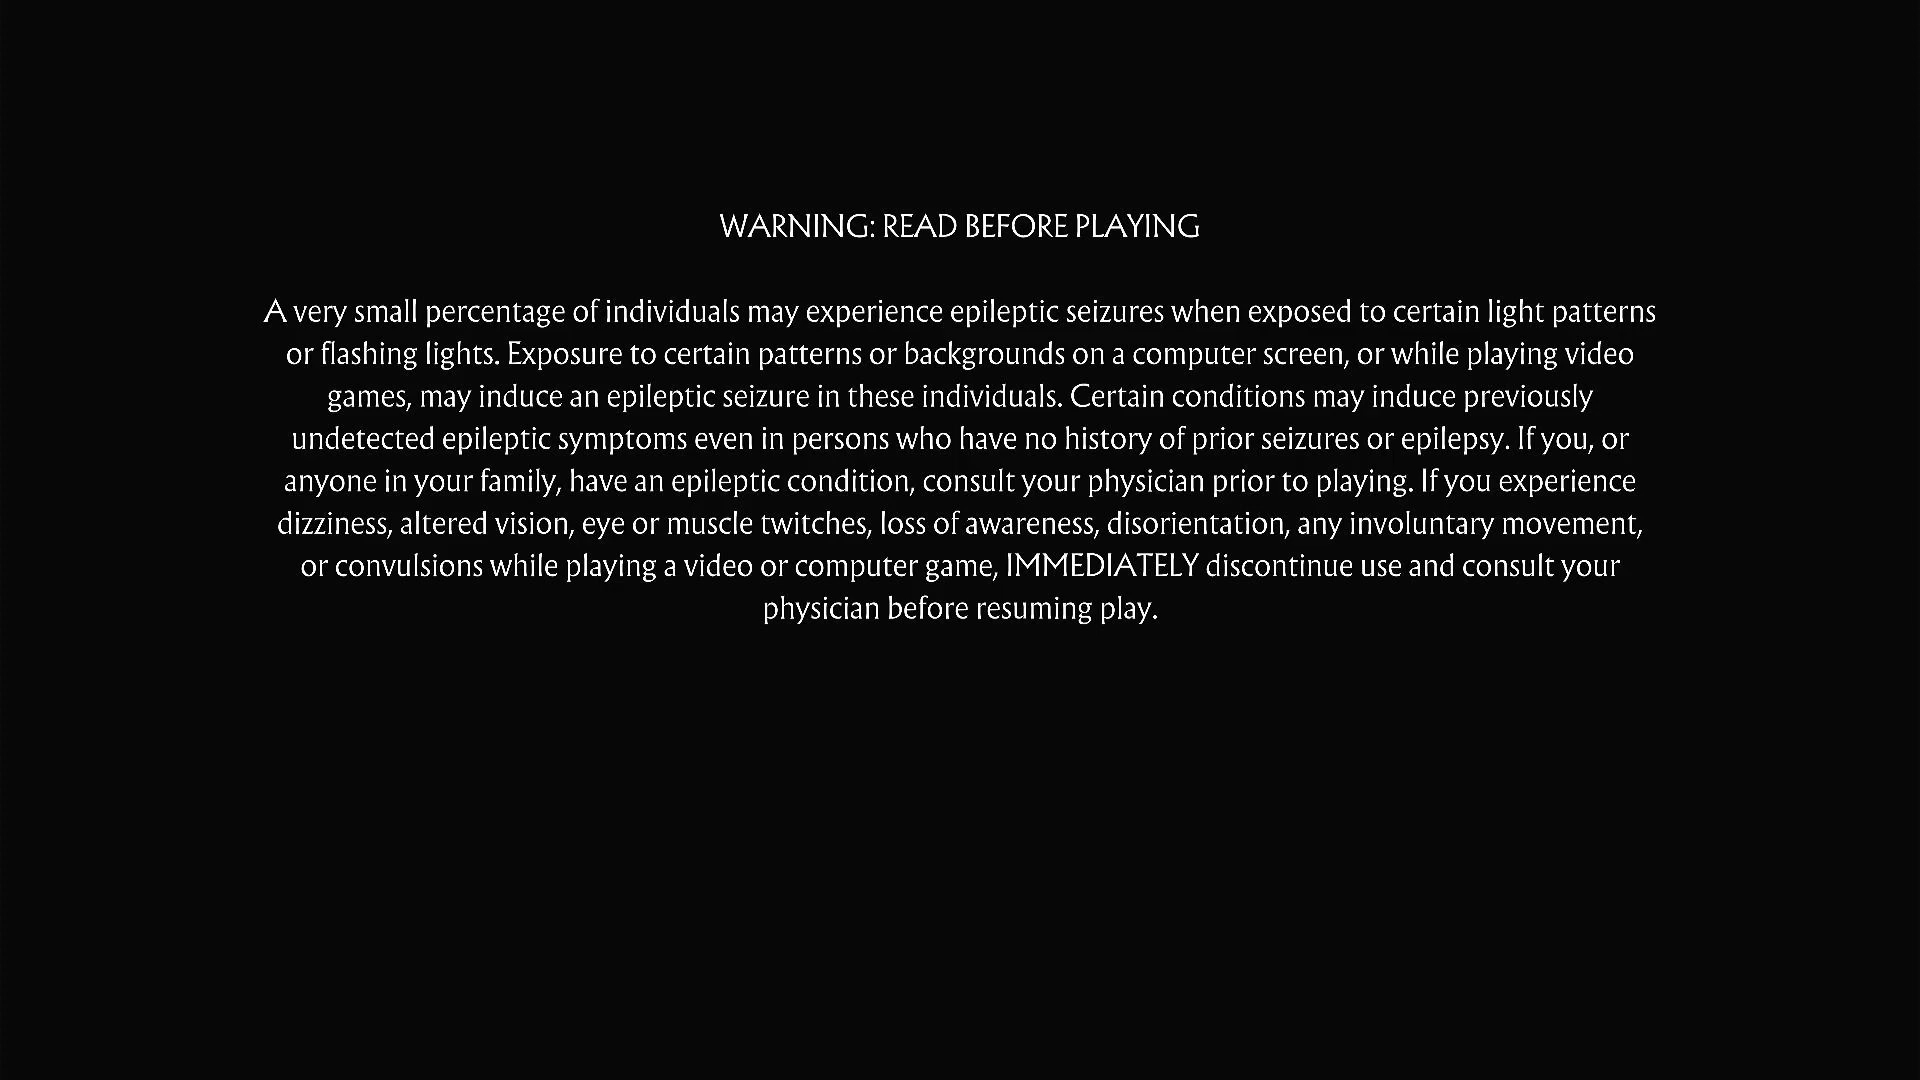 WARNING: READ BEFORE PLAYING
A very small percentage of individuals may experience epileptic seizures when exposed to certain light patterns
or flashing lights. Exposure to certain patterns or backgrounds on a computer screen, or while playing video
games, may induce an epileptic seizure in these individuals. Certain conditions may induce previously
undetected epileptic symptoms even in persons who have no history of prior seizures or epilepsy. If you, or
anyone in your family, have an epileptic condition, consult your physician prior to playing. If you experience
dizziness, altered vision, eye or muscle twitches, loss of awareness, disorientation, any involuntary movement,
or convulsions while playing a video or computer game, IMMEDIATELY discontinue use and consult your
physician before resuming play.